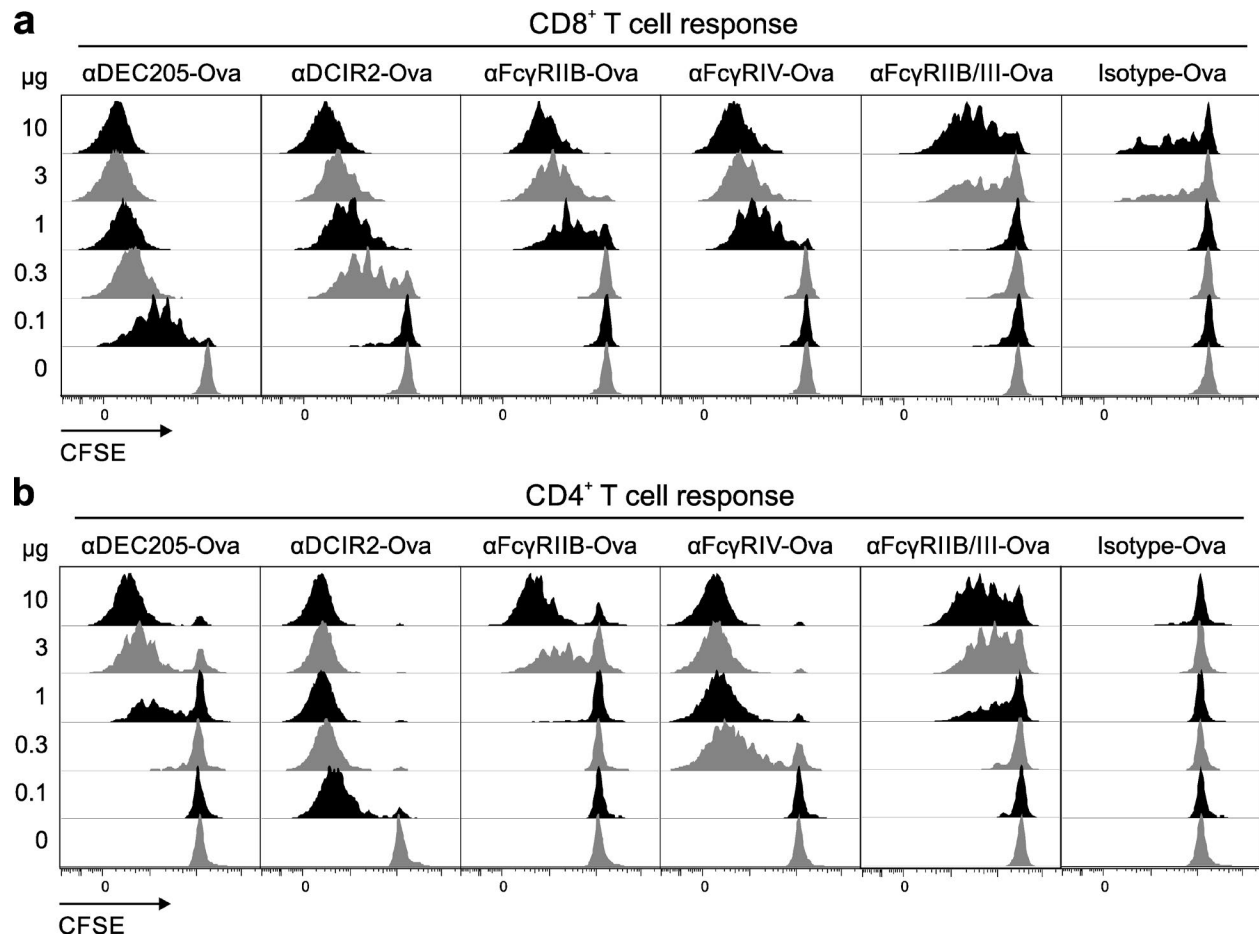 a
CD8⁺ T cell response
µg αDEC205-Ova αDCIR2-Ova αFcγRIIB-Ova αFcγRIV-Ova αFcγRIIB/III-Ova Isotype-Ova
10
3
1
0.3
0.1
0
0 0 0 0 0 0
CFSE
b
CD4⁺ T cell response
µg αDEC205-Ova αDCIR2-Ova αFcγRIIB-Ova αFcγRIV-Ova αFcγRIIB/III-Ova Isotype-Ova
10
3
1
0.3
0.1
0
0 0 0 0 0 0
CFSE